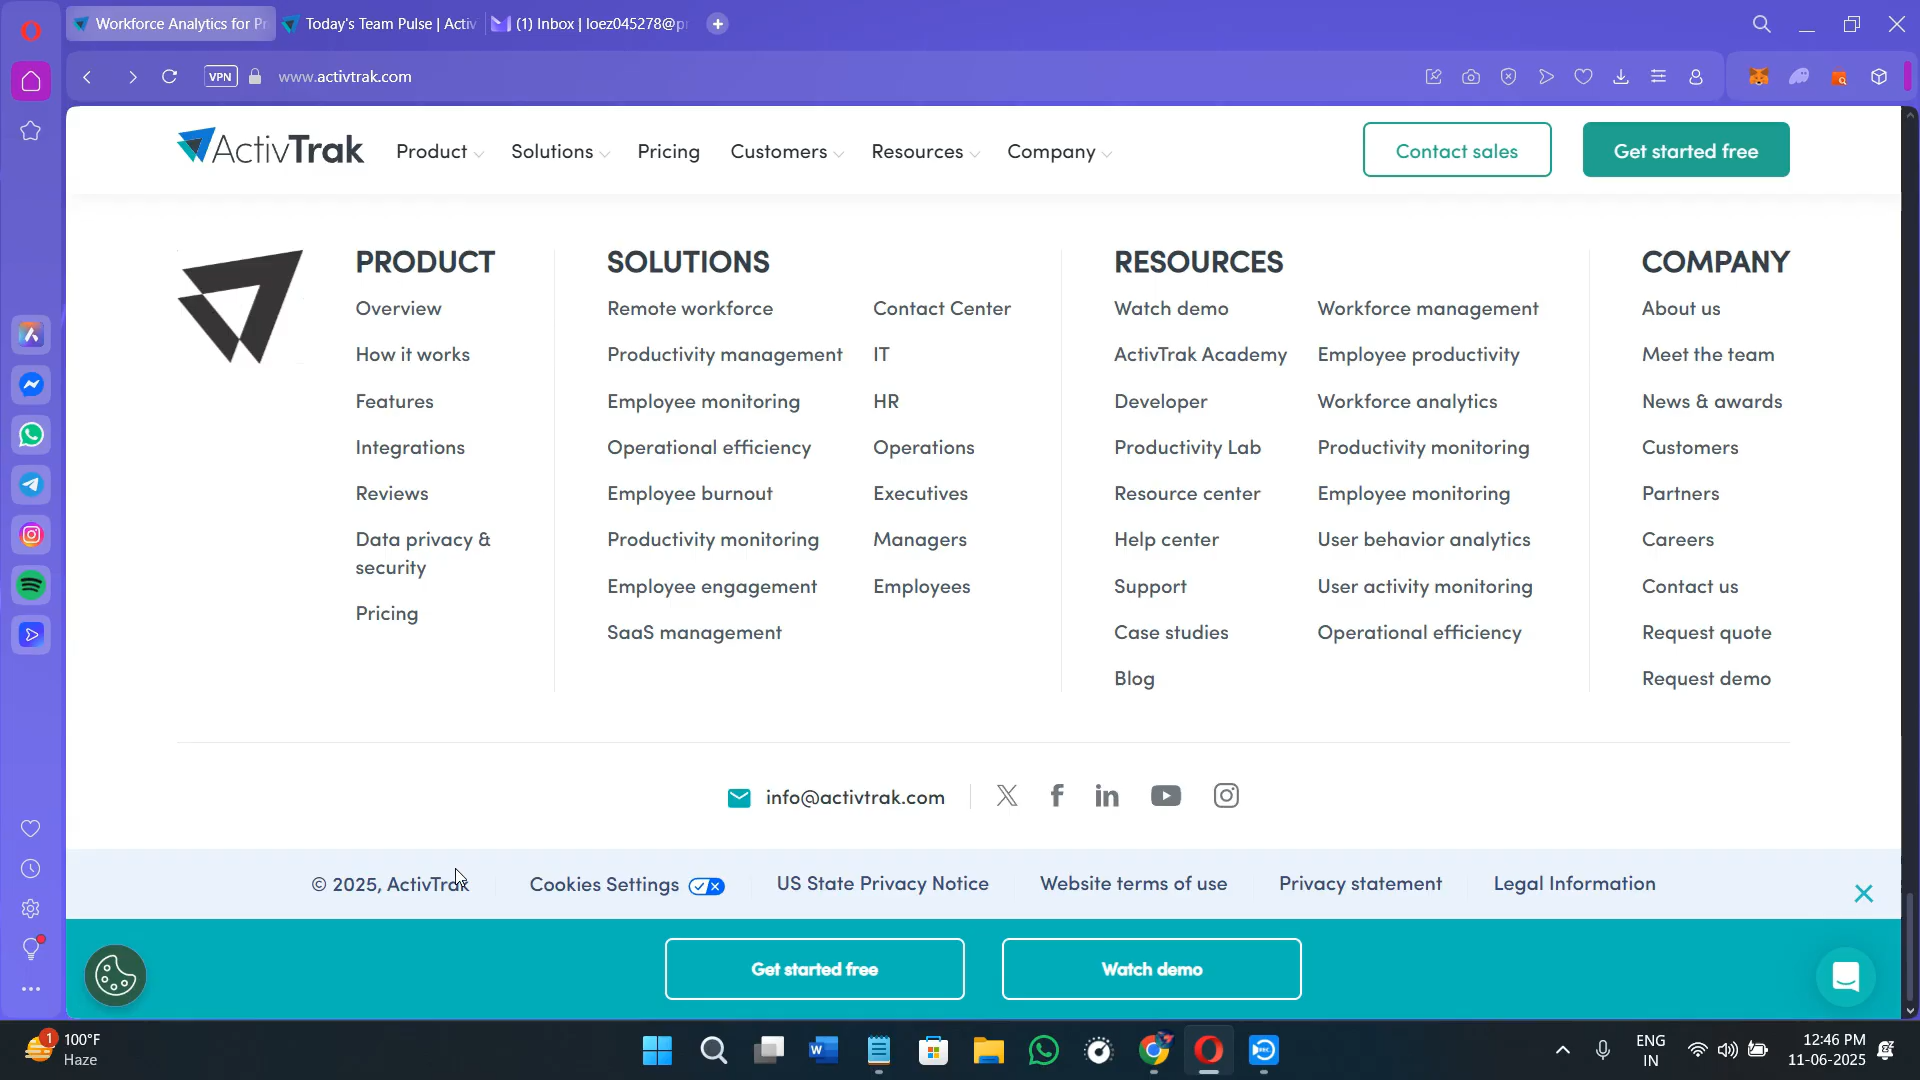 Workforce Analytics for Pr
Today's Team Pulse | Activ
(1) Inbox | loez045278@pr
VPN
www.activtrak.com
ActivTrak
Product
Solutions
Pricing
Customers
Resources
Company
Contact sales
Get started free
PRODUCT
Overview
How it works
Features
Integrations
Reviews
Data privacy &
security
Pricing
SOLUTIONS
Remote workforce
Productivity management
Employee monitoring
Operational efficiency
Employee burnout
Productivity monitoring
Employee engagement
SaaS management
Contact Center
IT
HR
Operations
Executives
Managers
Employees
RESOURCES
Watch demo
ActivTrak Academy
Developer
Productivity Lab
Resource center
Help center
Support
Case studies
Blog
Workforce management
Employee productivity
Workforce analytics
Productivity monitoring
Employee monitoring
User behavior analytics
User activity monitoring
Operational efficiency
COMPANY
About us
Meet the team
News & awards
Customers
Partners
Careers
Contact us
Request quote
Request demo
info@activtrak.com
© 2025, ActivTrak
Cookies Settings
US State Privacy Notice
Website terms of use
Privacy statement
Legal Information
Get started free
Watch demo
1
100°F
Haze
ENG
IN
12:46 PM
11-06-2025